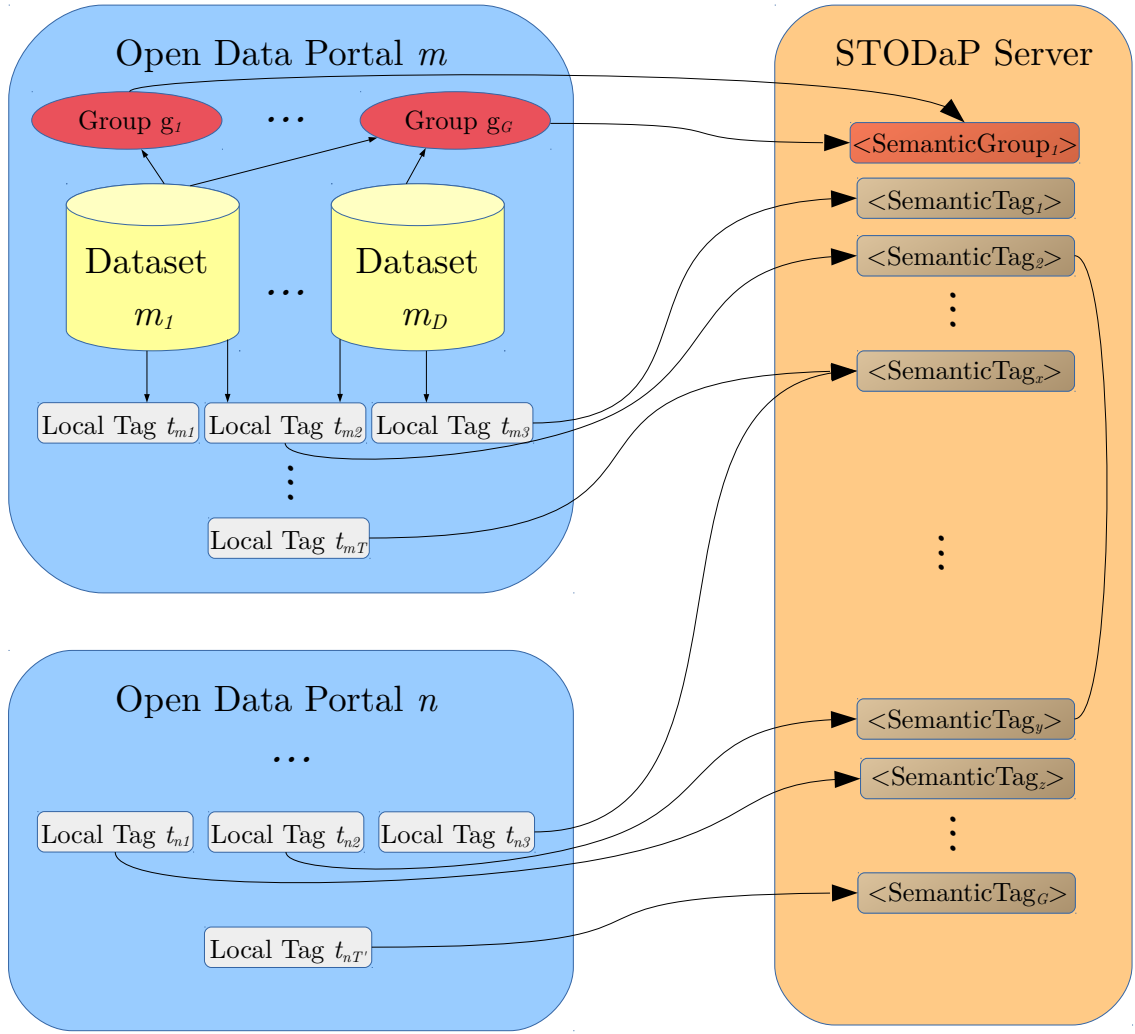 Open Data Portal m
Group g1
...
Group gG
Dataset
m1
...
Dataset
mD
Local Tag tm1
Local Tag tm2
Local Tag tm3
...
Local Tag tmT
Open Data Portal n
...
Local Tag tn1
Local Tag tn2
Local Tag tn3
Local Tag tnT'
STODaP Server
<SemanticGroup1>
<SemanticTag1>
<SemanticTag2>
...
<SemanticTagx>
...
<SemanticTagy>
<SemanticTagz>
...
<SemanticTagG>